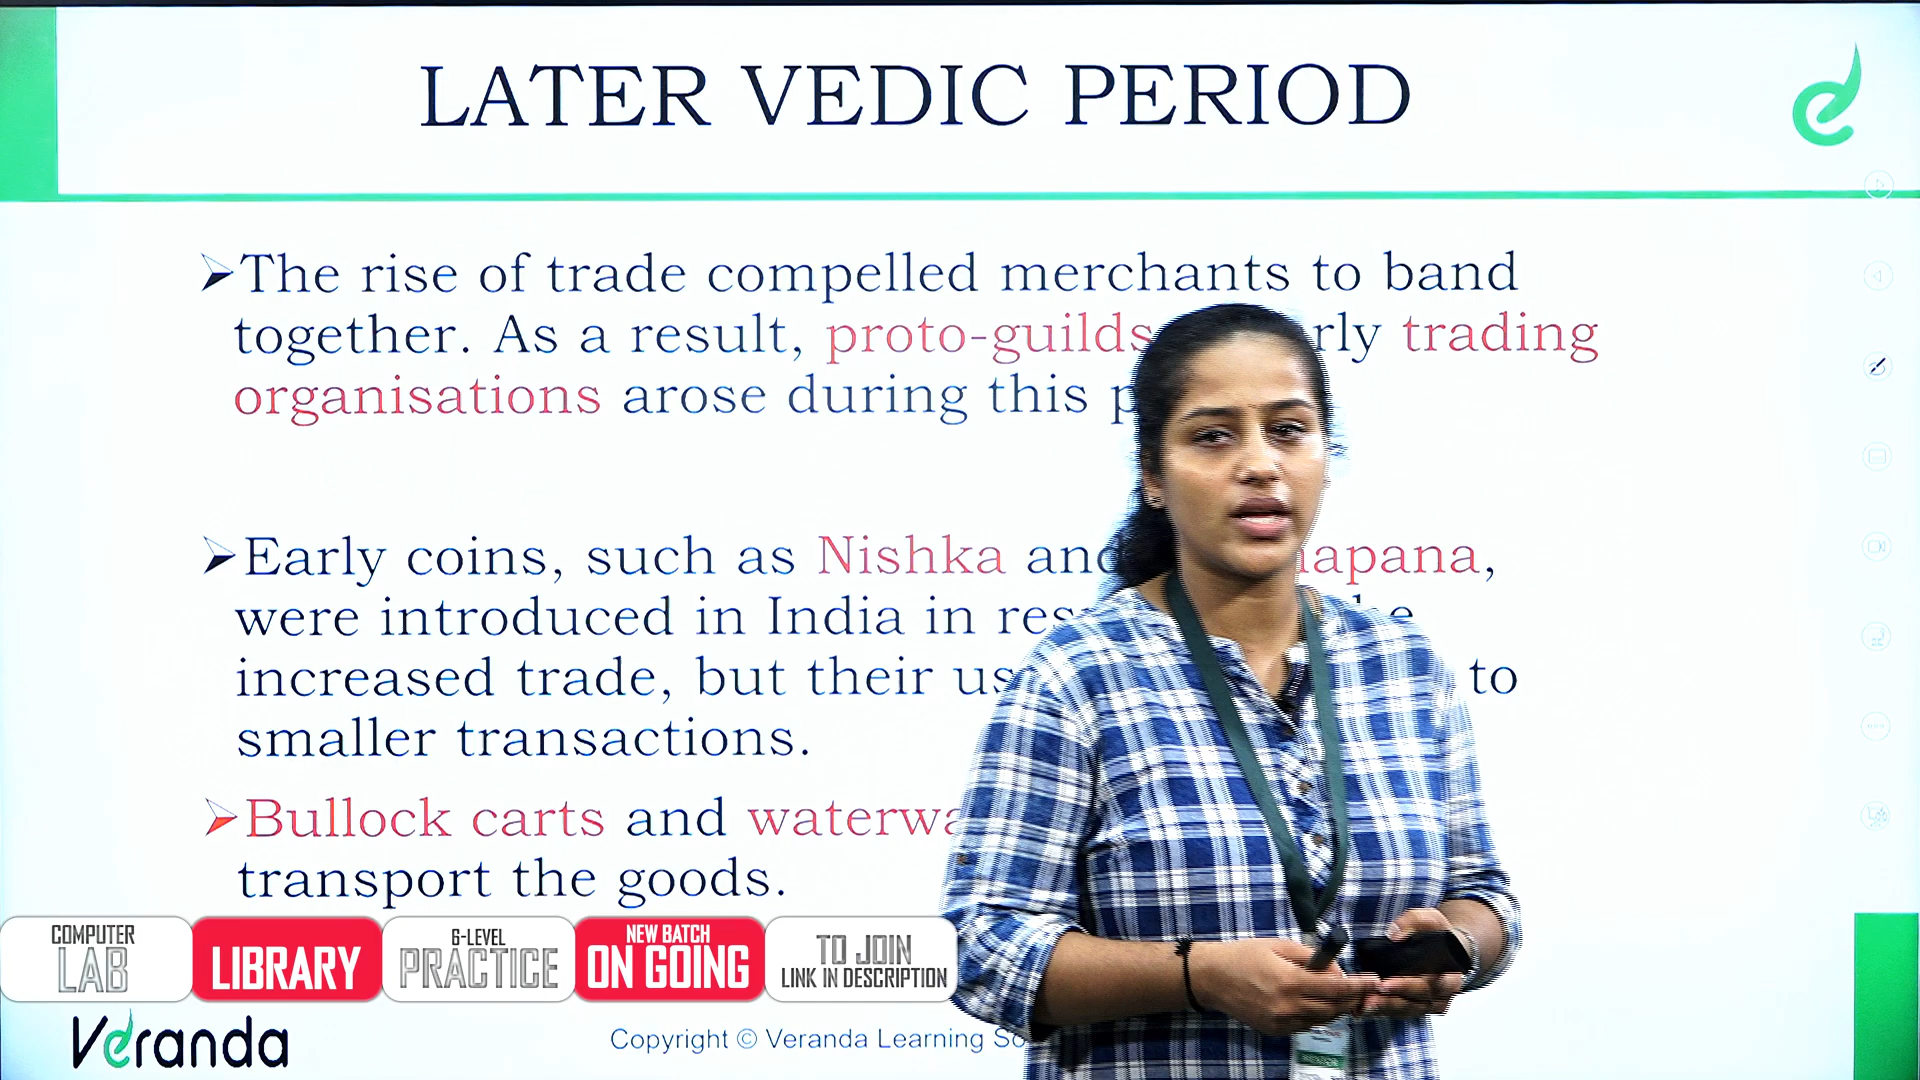 LATER VEDIC PERIOD
➢The rise of trade compelled merchants to band
together. As a result, proto-guilds trading
organisations arose during this
➢Early coins, such as Nishka and
were introduced in India in
increased trade, but their to
smaller transactions.
➢Bullock carts and
transport the goods.
COMPUTER
LAB
LIBRARY
6-LEVEL
PRACTICE
NEW BATCH
ON GOING
TO JOIN
LINK IN DESCRIPTION
Veranda
Copyright © Veranda Learning